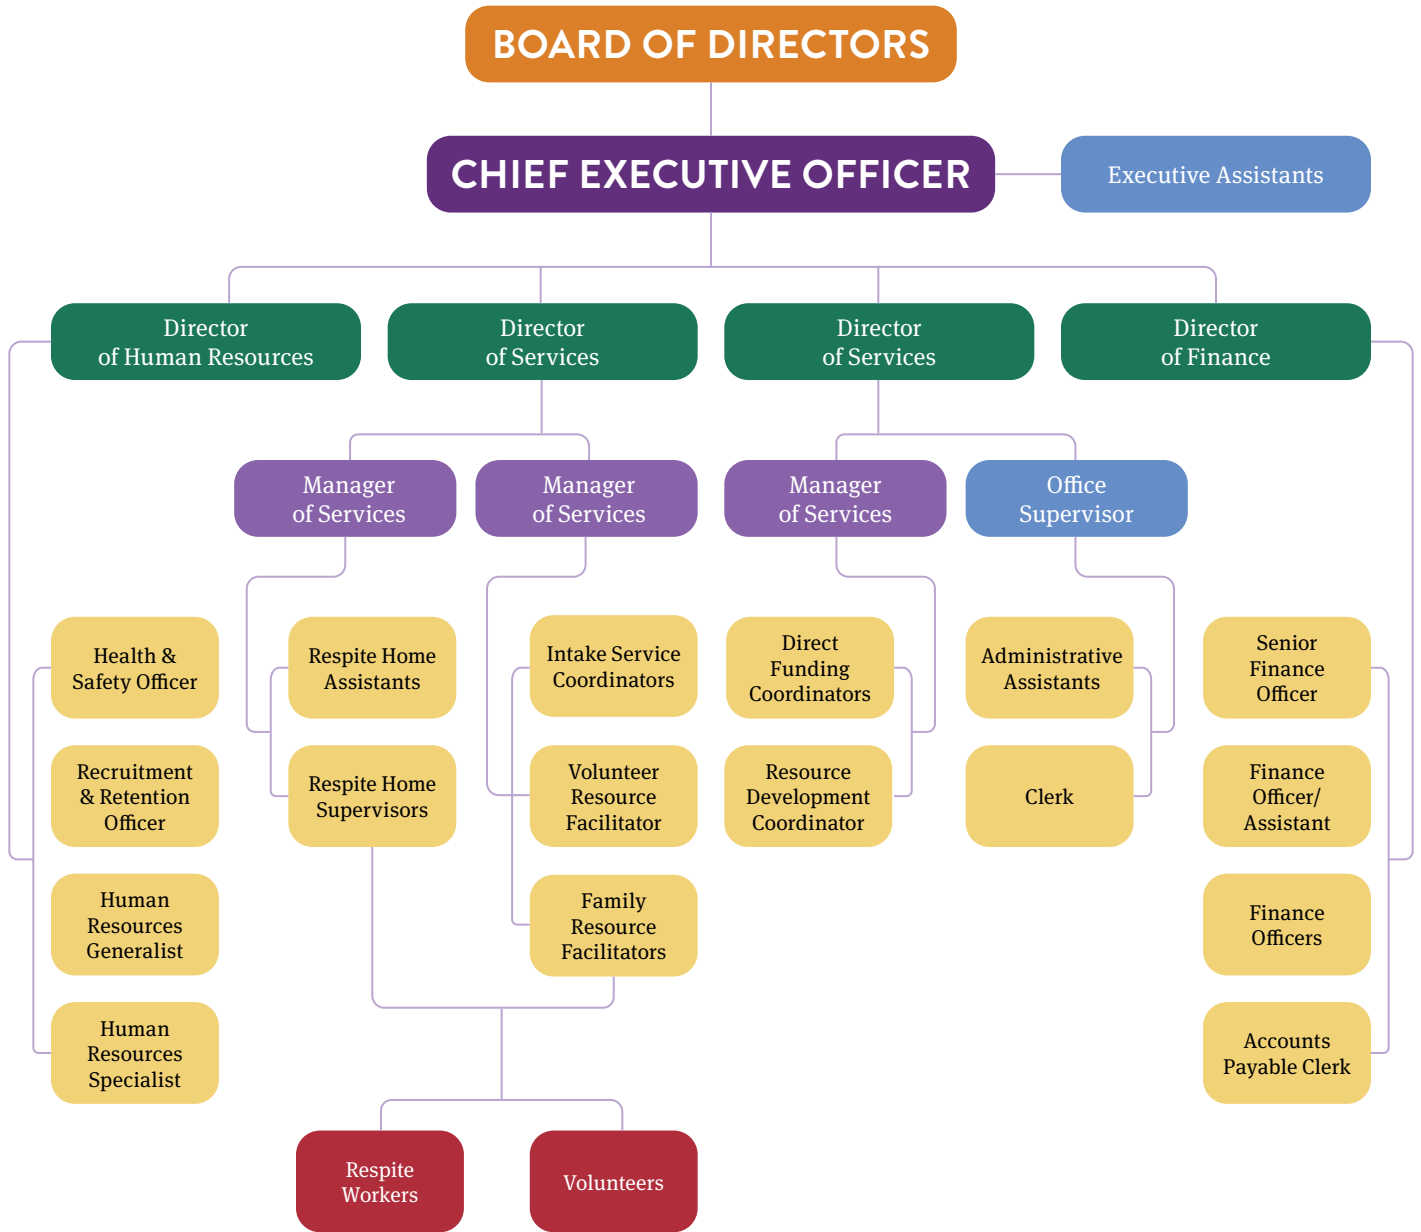 BOARD OF DIRECTORS
CHIEF EXECUTIVE OFFICER
Executive Assistants
Director
of Human Resources
Director
of Services
Director
of Services
Director
of Finance
Manager
of Services
Manager
of Services
Manager
of Services
Office
Supervisor
Health &
Safety Officer
Respite Home
Assistants
Intake Service
Coordinators
Direct
Funding
Coordinators
Administrative
Assistants
Senior
Finance
Officer
Recruitment
& Retention
Officer
Respite Home
Supervisors
Volunteer
Resource
Facilitator
Resource
Development
Coordinator
Clerk
Finance
Officer/
Assistant
Human
Resources
Generalist
Family
Resource
Facilitators
Finance
Officers
Human
Resources
Specialist
Accounts
Payable Clerk
Respite
Workers
Volunteers